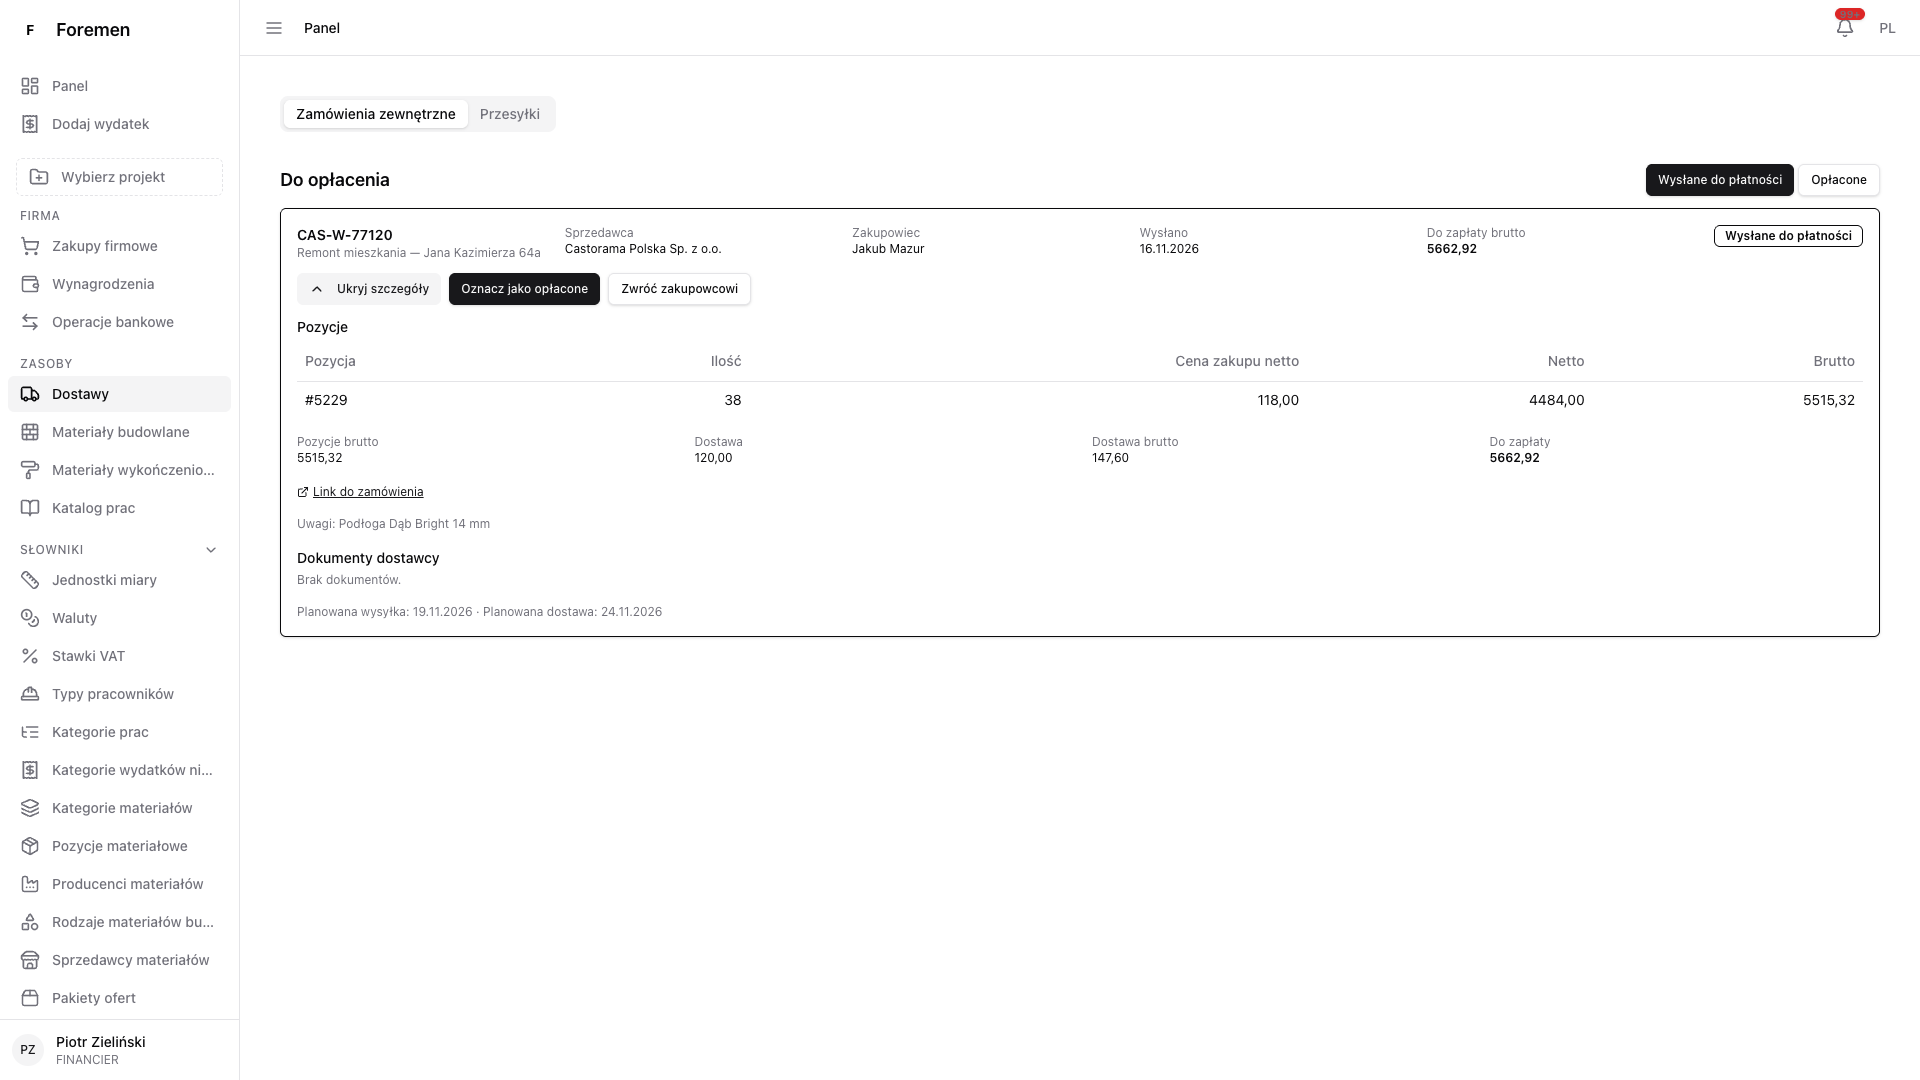 F Foremen
Panel
PL
Panel
Dodaj wydatek
Wybierz projekt
FIRMA
Zakupy firmowe
Wynagrodzenia
Operacje bankowe
ZASOBY
Dostawy
Materiały budowlane
Materiały wykończenio...
Katalog prac
SŁOWNIKI
Jednostki miary
Waluty
Stawki VAT
Typy pracowników
Kategorie prac
Kategorie wydatków ni...
Kategorie materiałów
Pozycje materiałowe
Producenci materiałów
Rodzaje materiałów bu...
Sprzedawcy materiałów
Pakiety ofert
PZ Piotr Zieliński
FINANCIER
Zamówienia zewnętrzne Przesyłki
Do opłacenia
Wysłane do płatności Opłacone
CAS-W-77120
Remont mieszkania — Jana Kazimierza 64a
Sprzedawca
Castorama Polska Sp. z o.o.
Zakupowiec
Jakub Mazur
Wysłano
16.11.2026
Do zapłaty brutto
5662,92
Wysłane do płatności
Ukryj szczegóły Oznacz jako opłacone Zwróć zakupowcowi
Pozycje
Pozycja Ilość Cena zakupu netto Netto Brutto
#5229 38 118,00 4484,00 5515,32
Pozycje brutto
5515,32
Dostawa
120,00
Dostawa brutto
147,60
Do zapłaty
5662,92
Link do zamówienia
Uwagi: Podłoga Dąb Bright 14 mm
Dokumenty dostawcy
Brak dokumentów.
Planowana wysyłka: 19.11.2026 · Planowana dostawa: 24.11.2026